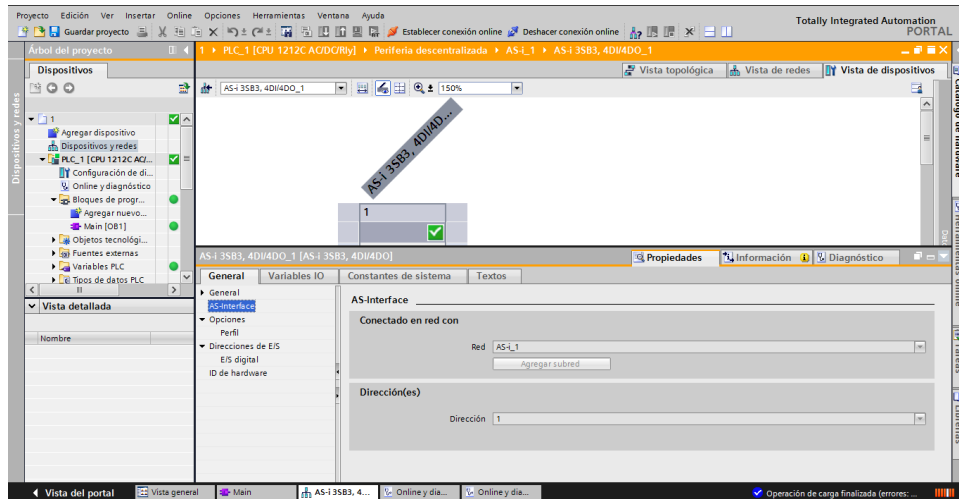 Proyecto Edición Ver Insertar Online Opciones Herramientas Ventana Ayuda
Totally Integrated Automation
PORTAL
Guardar proyecto Establecer conexión online Deshacer conexión online
Árbol del proyecto
1 PLC_1 [CPU 1212C AC/DC/Rly] Periferia descentralizada AS-i_1 AS-i 3SB3, 4DI/4DO_1
Dispositivos
Vista topológica Vista de redes Vista de dispositivos
AS-i 3SB3, 4DI/4DO_1 150%
1
Agregar dispositivo
Dispositivos y redes
PLC_1 [CPU 1212C AC/...
Configuración de di...
Online y diagnóstico
Bloques de progr...
Agregar nuevo...
Main [OB1]
Objetos tecnológi...
Fuentes externas
Variables PLC
Tipos de datos PLC
Dispositivos y redes
AS-i 3SB3, 4DI/4D...
1
AS-i 3SB3, 4DI/4DO_1 [AS-i 3SB3, 4DI/4DO]
Propiedades Información Diagnóstico
General Variables IO Constantes de sistema Textos
General
AS-Interface
Opciones
Perfil
Direcciones de E/S
E/S digital
ID de hardware
AS-Interface
Conectado en red con
Red AS-i_1
Agregar subred
Dirección(es)
Dirección 1
Vista detallada
Nombre
Catálogo de hardware
Vista del portal Vista general Main AS-i 3SB3, 4... Online y dia... Online y dia...
Operación de carga finalizada (errores: ...